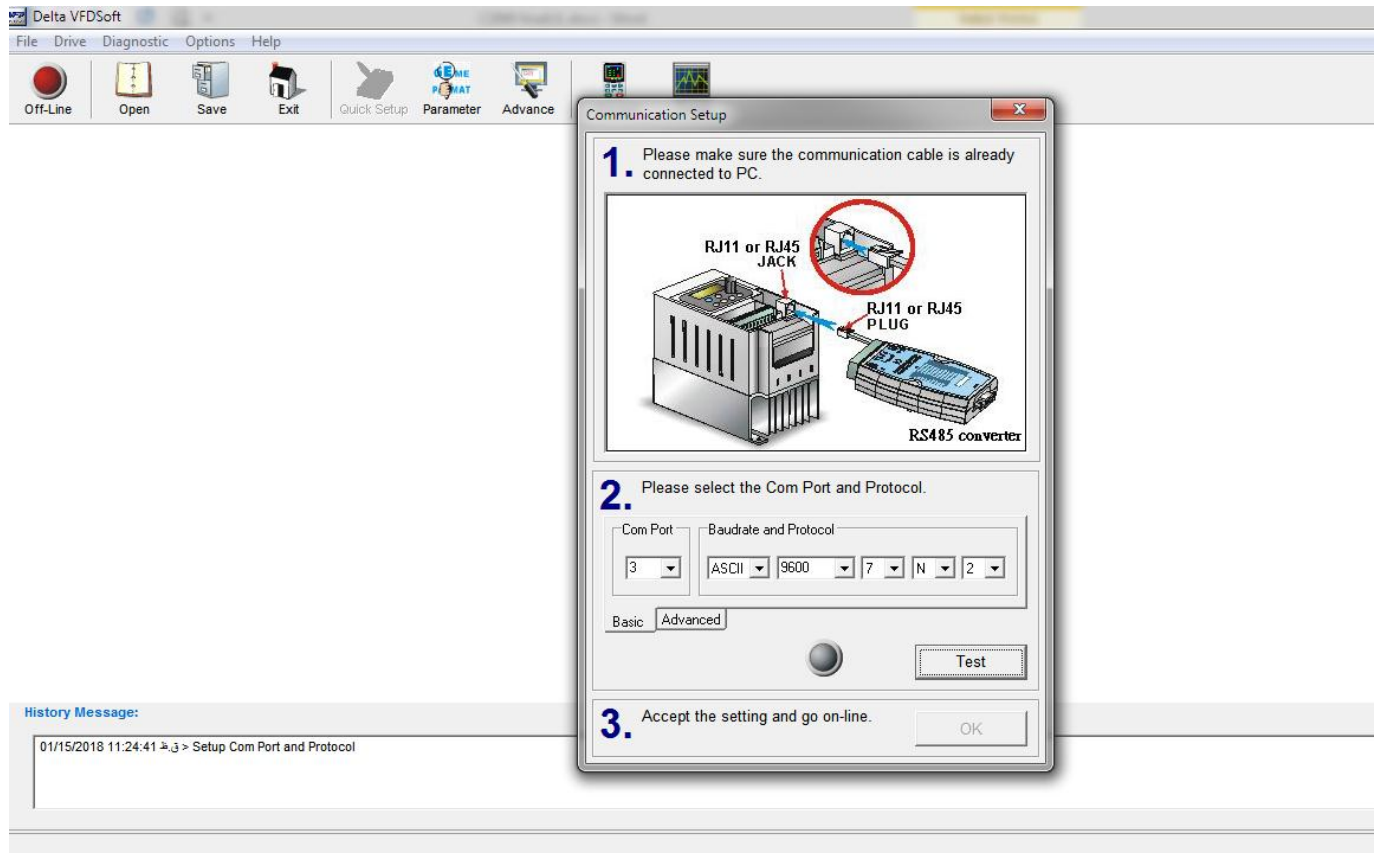 Delta VFDSoft
File Drive Diagnostic Options Help
Off-Line Open Save Exit Quick Setup Parameter Advance
Communication Setup
1. Please make sure the communication cable is already
connected to PC.
RJ11 or RJ45
JACK
RJ11 or RJ45
PLUG
RS485 converter
2. Please select the Com Port and Protocol.
Com Port Baudrate and Protocol
3 ASCII 9600 7 N 2
Basic Advanced
Test
3. Accept the setting and go on-line.
OK
History Message:
01/15/2018 11:24:41 ق.ظ > Setup Com Port and Protocol